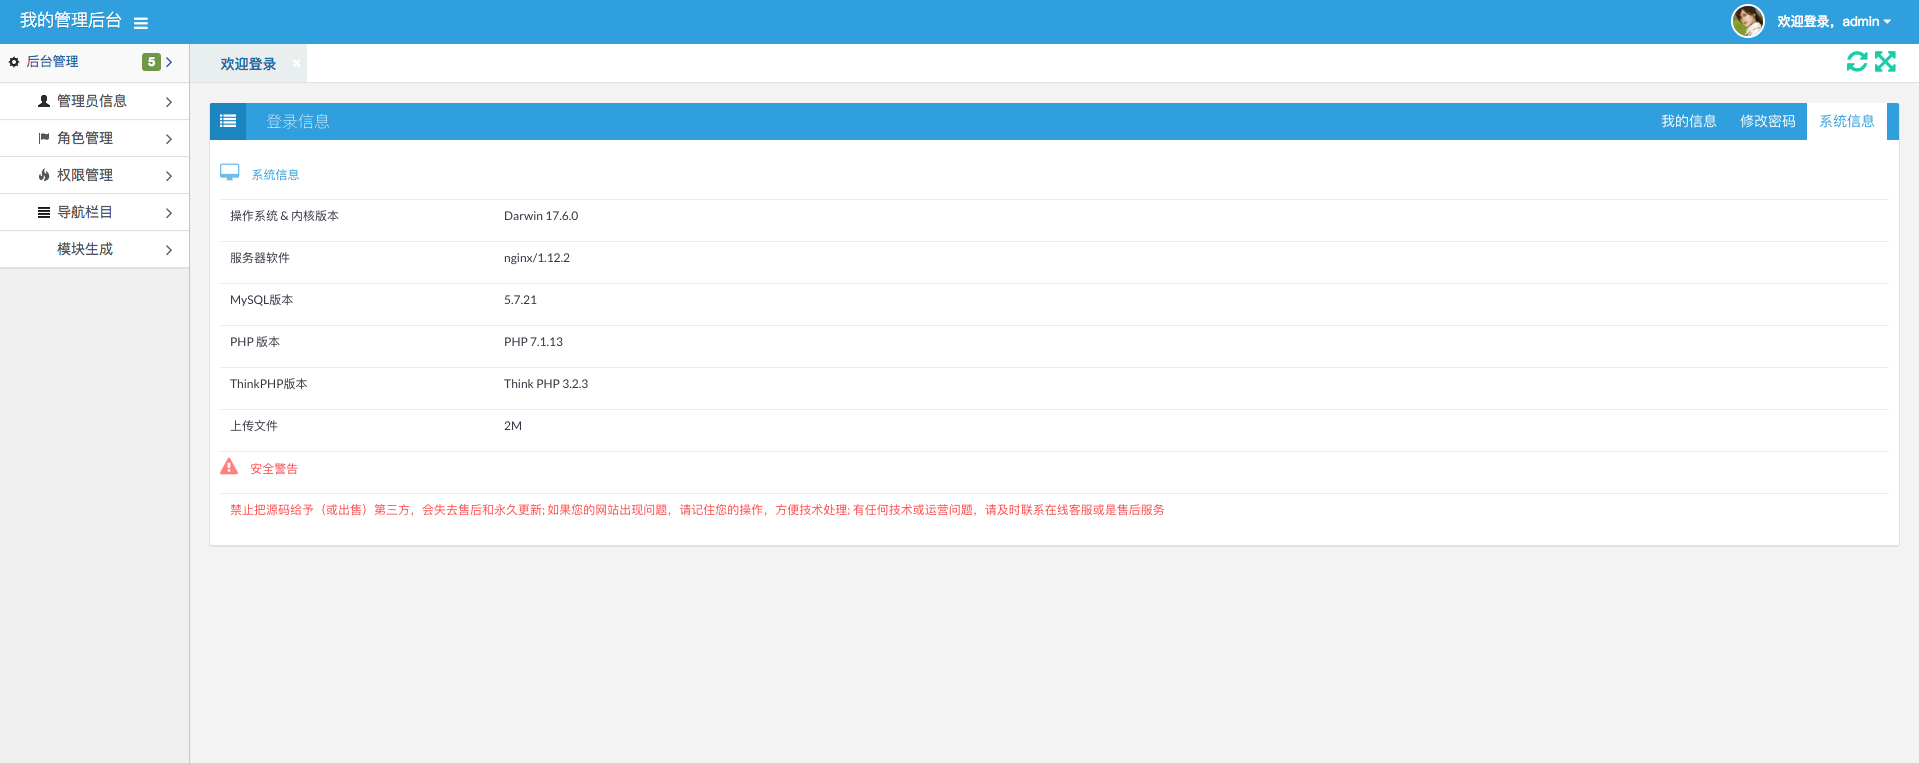 我的管理后台
欢迎登录，admin
后台管理 5
欢迎登录
管理员信息
角色管理
权限管理
导航栏目
模块生成
登录信息
我的信息 修改密码 系统信息
系统信息
操作系统 & 内核版本 Darwin 17.6.0
服务器软件 nginx/1.12.2
MySQL版本 5.7.21
PHP 版本 PHP 7.1.13
ThinkPHP版本 Think PHP 3.2.3
上传文件 2M
安全警告
禁止把源码给予（或出售）第三方，会失去售后和永久更新; 如果您的网站出现问题，请记住您的操作，方便技术处理; 有任何技术或运营问题，请及时联系在线客服或是售后服务